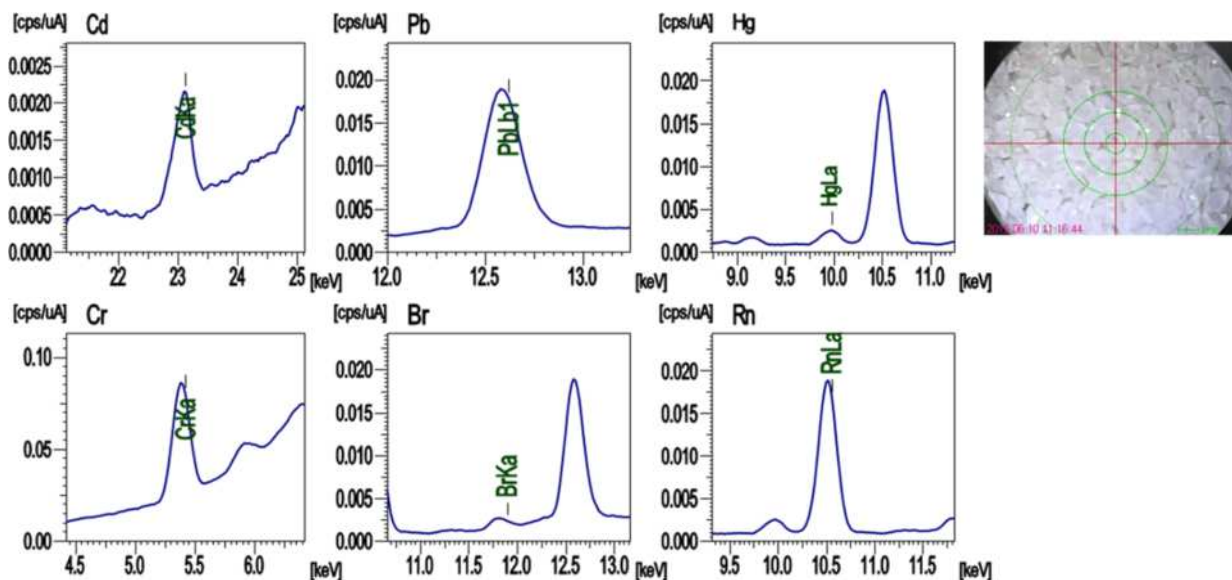 [cps/uA] Cd
0.0025
0.0020
0.0015
0.0010
0.0005
0.0000
CdKa
22 23 24 25 [keV]
[cps/uA] Pb
0.020
0.015
0.010
0.005
0.000
PbLb1
12.0 12.5 13.0 [keV]
[cps/uA] Hg
0.020
0.015
0.010
0.005
0.000
HgLa
9.0 9.5 10.0 10.5 11.0 [keV]
[cps/uA] Cr
0.10
0.05
0.00
CrKa
4.5 5.0 5.5 6.0 [keV]
[cps/uA] Br
0.020
0.015
0.010
0.005
0.000
BrKa
11.0 11.5 12.0 12.5 13.0 [keV]
[cps/uA] Rn
0.020
0.015
0.010
0.005
0.000
RnLa
9.5 10.0 10.5 11.0 11.5 [keV]